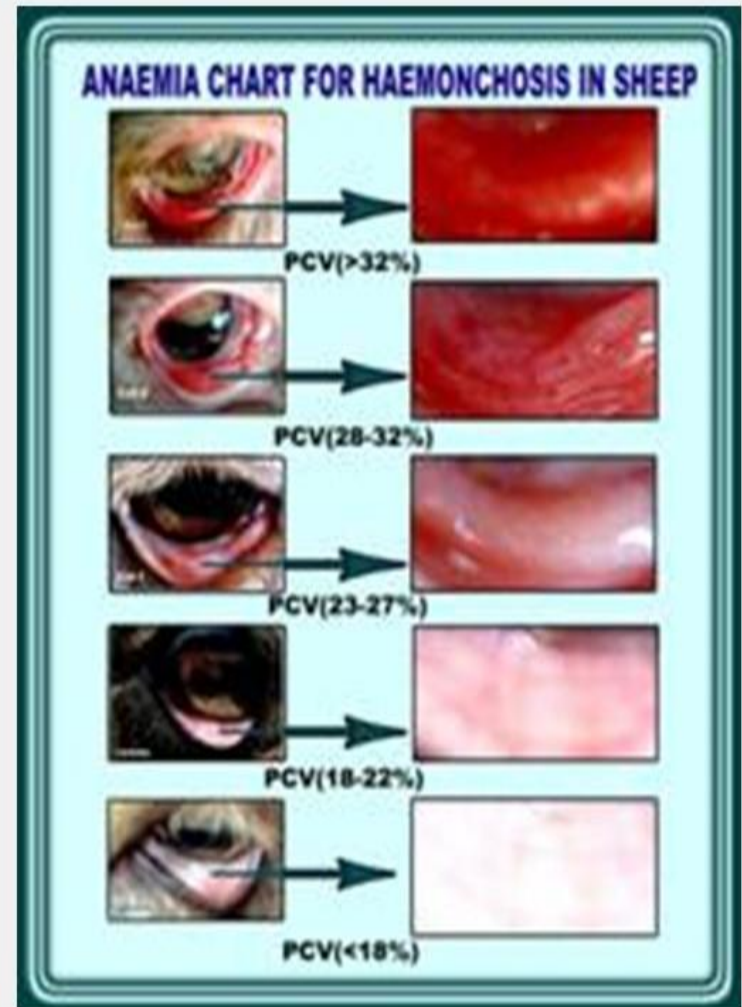 ANAEMIA CHART FOR HAEMONCHOSIS IN SHEEP
PCV(>32%)
PCV(28-32%)
PCV(23-27%)
PCV(18-22%)
PCV(<18%)